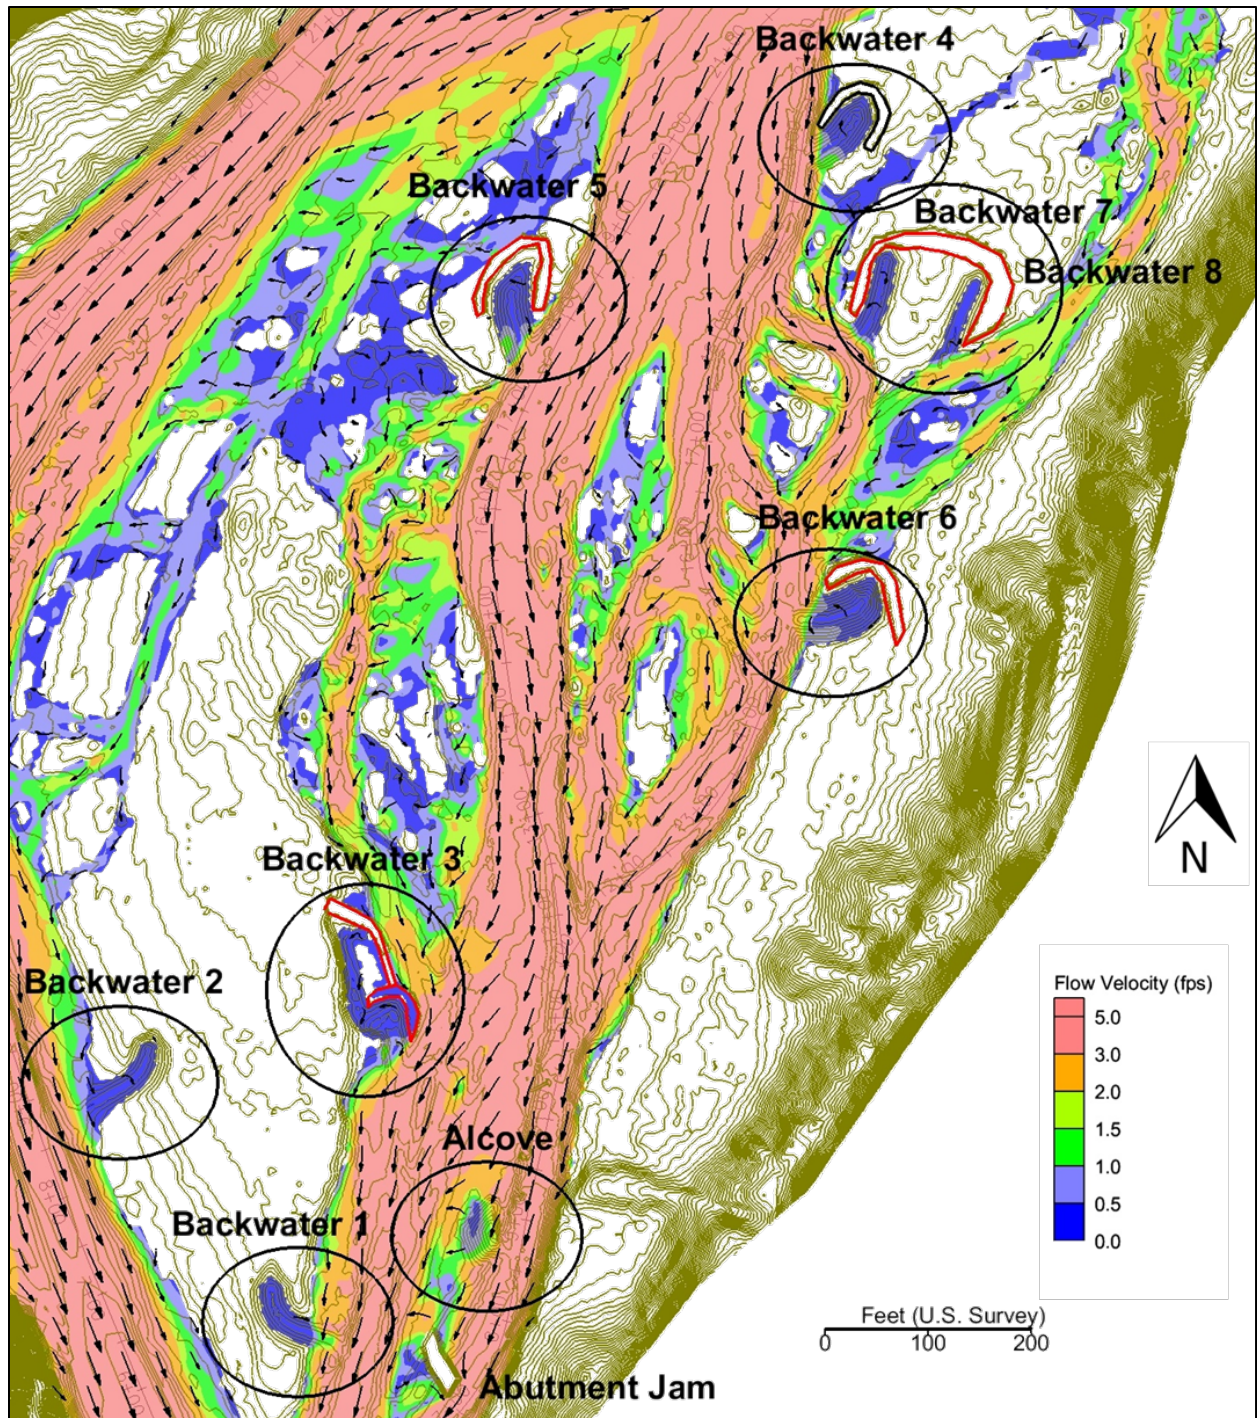 Backwater 4
Backwater 5
Backwater 7
Backwater 8
Backwater 6
N
Backwater 3
Backwater 2
Flow Velocity (fps)
5.0
3.0
2.0
1.5
1.0
0.5
0.0
Alcove
Backwater 1
Feet (U.S. Survey)
0 100 200
Abutment Jam